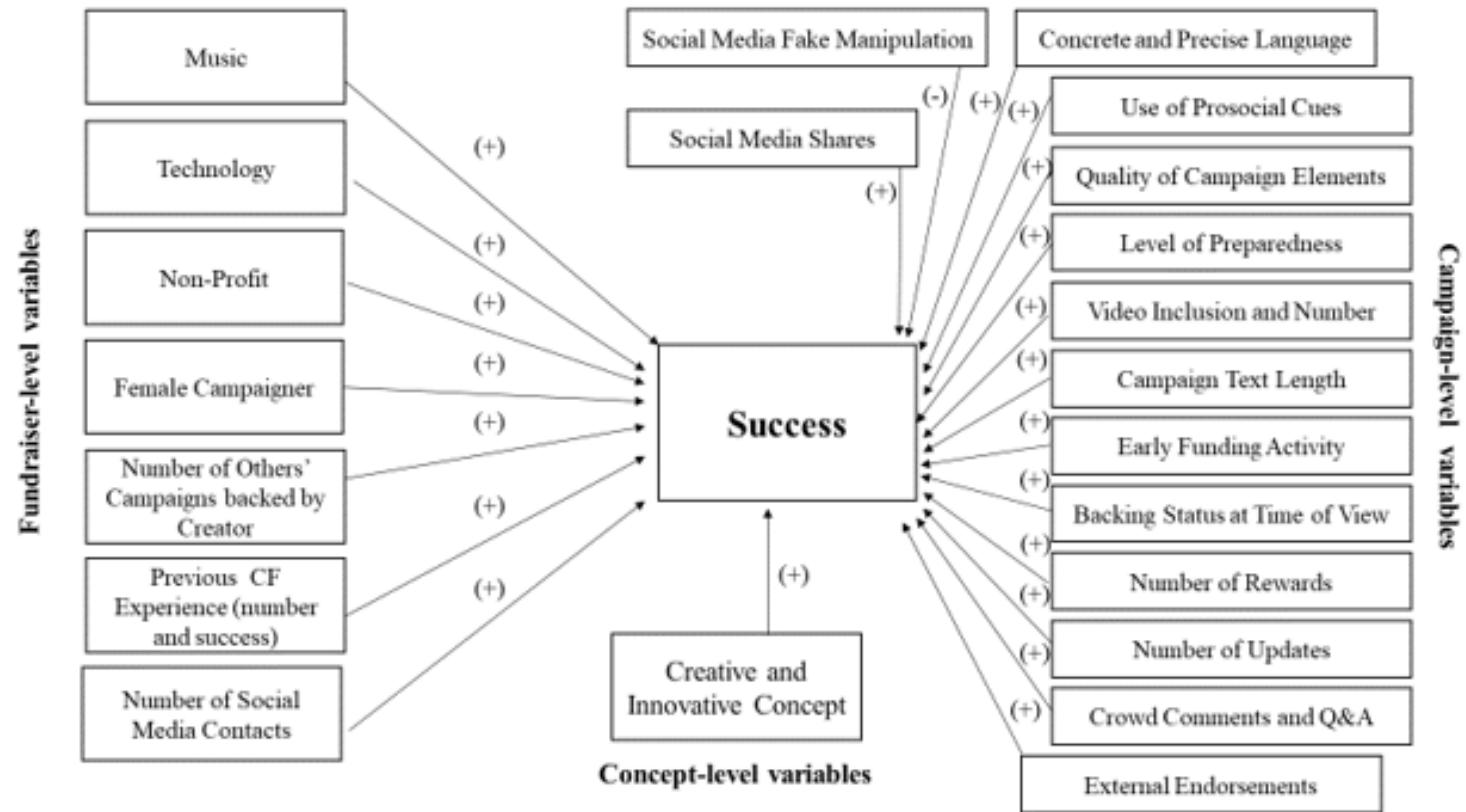 Fundraiser-level variables
Music
Technology
Non-Profit
Female Campaigner
Number of Others'
Campaigns backed by
Creator
Previous CF
Experience (number
and success)
Number of Social
Media Contacts
(+)
(+)
(+)
(+)
(+)
(+)
(+)
Social Media Fake Manipulation
(-)
Social Media Shares
(+)
Success
(+)
Creative and
Innovative Concept
Concept-level variables
Concrete and Precise Language
Use of Prosocial Cues
Quality of Campaign Elements
Level of Preparedness
Video Inclusion and Number
Campaign Text Length
Early Funding Activity
Backing Status at Time of View
Number of Rewards
Number of Updates
Crowd Comments and Q&A
External Endorsements
(+)
(+)
(+)
(+)
(+)
(+)
(+)
(+)
(+)
(+)
(+)
(+)
Campaign-level variables